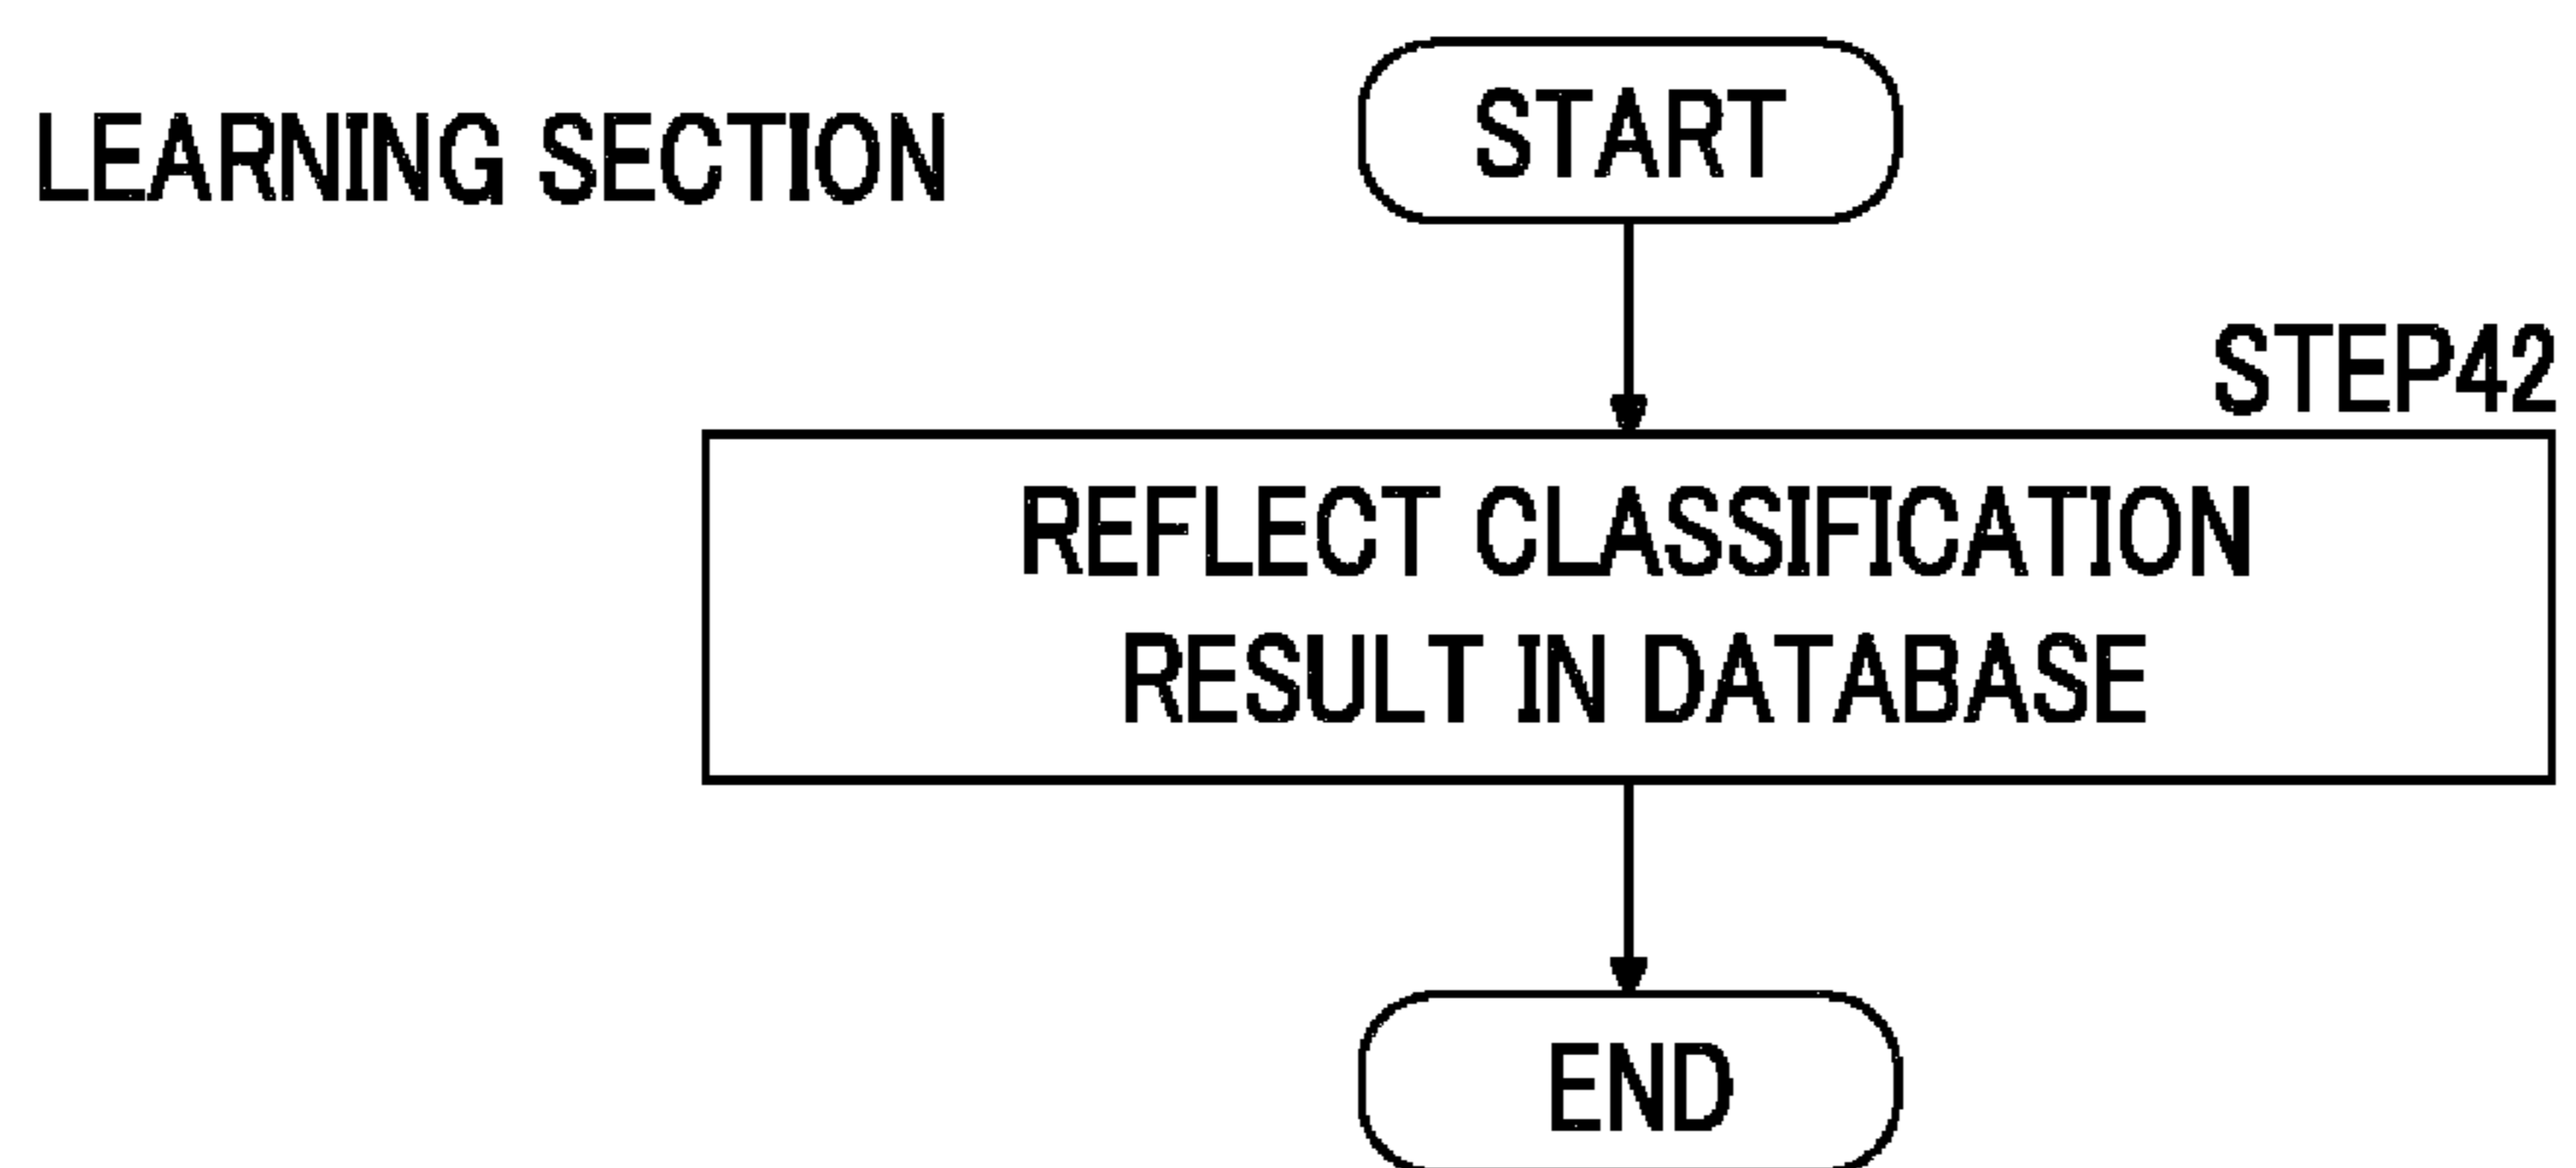 LEARNING SECTION
START
STEP42
REFLECT CLASSIFICATION
RESULT IN DATABASE
END